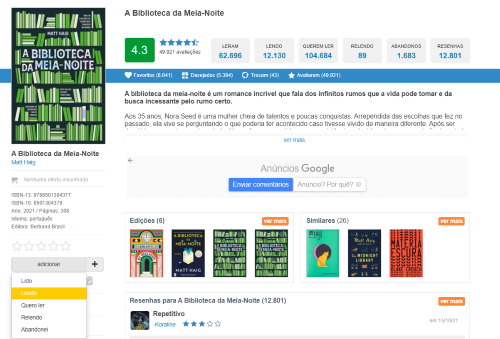 MATT HAIG
A BIBLIOTECA
DA MEIA-NOITE
A Biblioteca da Meia-Noite
Matt Haig
Nenhuma oferta encontrada
Ano: 2021 / Páginas: 308
Idioma: português
Editora: Bertrand Brasil
adicionar
+
Lido
Lendo
Quero ler
Relendo
Abandonei
A Biblioteca da Meia-Noite
4.3
49.921 avaliações
LERAM
62.696
LENDO
12.130
QUEREM LER
104.684
RELENDO
89
ABANDONOS
1.683
RESENHAS
12.801
Favoritos (8.041)
Desejados (5.384)
Trocam (43)
Avaliaram (49.921)
A biblioteca da meia-noite é um romance incrível que fala dos infinitos rumos que a vida pode tomar e da
busca incessante pelo rumo certo.
Aos 35 anos, Nora Seed é uma mulher cheia de talentos e poucas conquistas. Arrependida das escolhas que fez no
passado, ela vive se perguntando o que poderia ter acontecido caso tivesse vivido de maneira diferente. Após ser
ver mais
Anúncios Google
Enviar comentários
Anúncio? Por quê?
Edições (6)
ver mais
A BIBLIOTECA
DA MEIA-NOITE
MATT HAIG
Similares (26)
ver mais
Matt Haig
THE MIDNIGHT
LIBRARY
MATÉRIA
ESCURA
BLAKE CROUCH
Resenhas para A Biblioteca da Meia-Noite (12.801)
ver mais
Repetitivo
Koraline
em 15/10/21